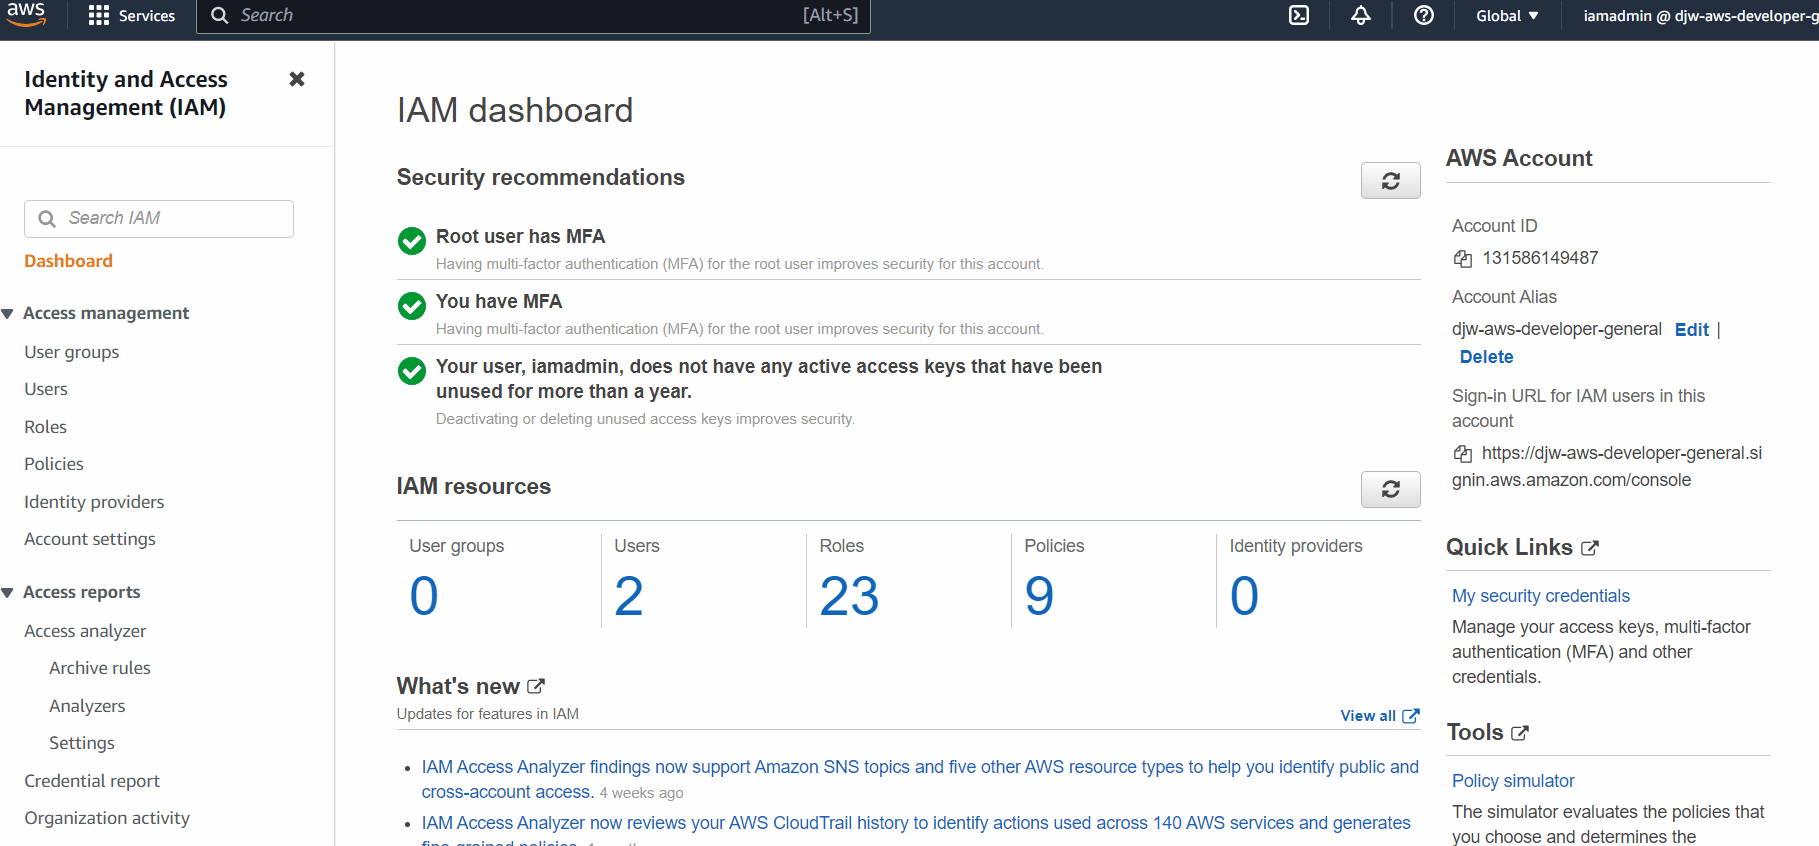 aws
Services
Search
[Alt+S]
Global
iamadmin @ djw-aws-developer-g
Identity and Access
Management (IAM)
Search IAM
Dashboard
Access management
User groups
Users
Roles
Policies
Identity providers
Account settings
Access reports
Access analyzer
Archive rules
Analyzers
Settings
Credential report
Organization activity
IAM dashboard
Security recommendations
Root user has MFA
Having multi-factor authentication (MFA) for the root user improves security for this account.
You have MFA
Having multi-factor authentication (MFA) for the root user improves security for this account.
Your user, iamadmin, does not have any active access keys that have been
unused for more than a year.
Deactivating or deleting unused access keys improves security.
IAM resources
User groups
0
Users
2
Roles
23
Policies
9
Identity providers
0
What's new
Updates for features in IAM
View all
• IAM Access Analyzer findings now support Amazon SNS topics and five other AWS resource types to help you identify public and
cross-account access. 4 weeks ago
• IAM Access Analyzer now reviews your AWS CloudTrail history to identify actions used across 140 AWS services and generates
fine-grained policies.
AWS Account
Account ID
131586149487
Account Alias
djw-aws-developer-general Edit |
Delete
Sign-in URL for IAM users in this
account
https://djw-aws-developer-general.si
gnin.aws.amazon.com/console
Quick Links
My security credentials
Manage your access keys, multi-factor
authentication (MFA) and other
credentials.
Tools
Policy simulator
The simulator evaluates the policies that
you choose and determines the